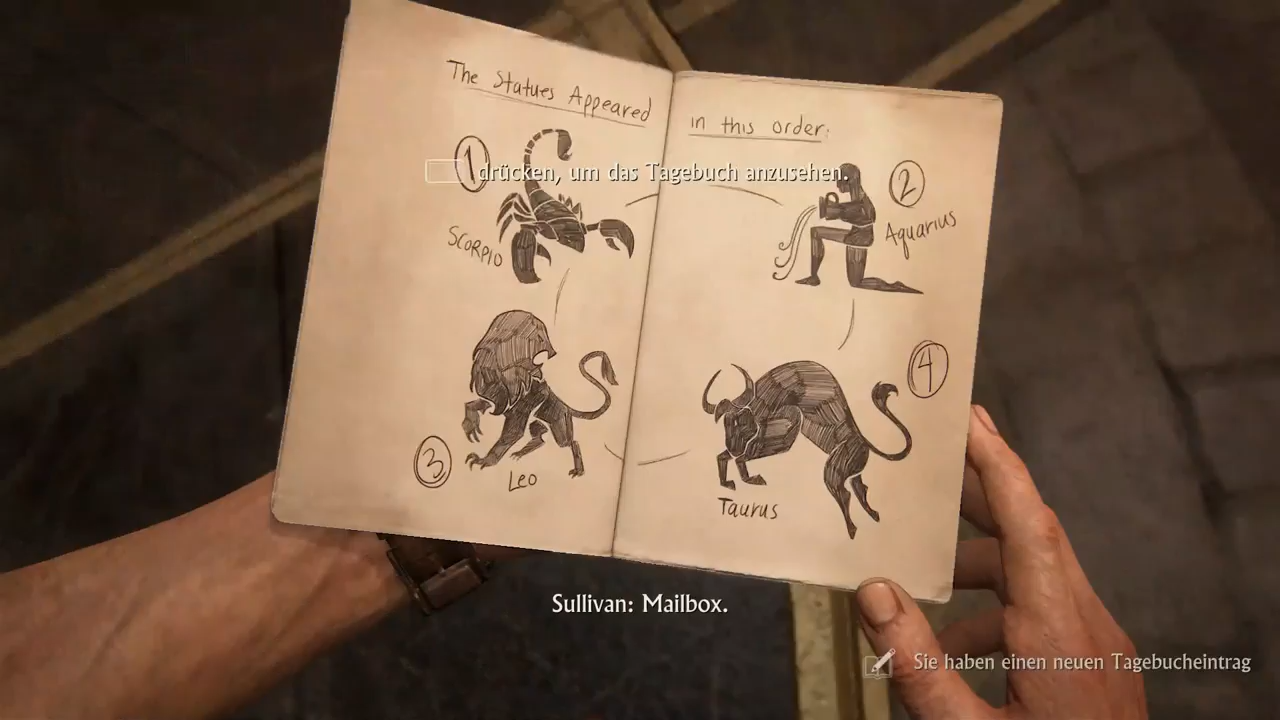 The Statues Appeared
in this order:
1
drücken, um das Tagebuch anzusehen.
2
Scorpio
Aquarius
3
Leo
4
Taurus
Sullivan: Mailbox.
Sie haben einen neuen Tagebucheintrag